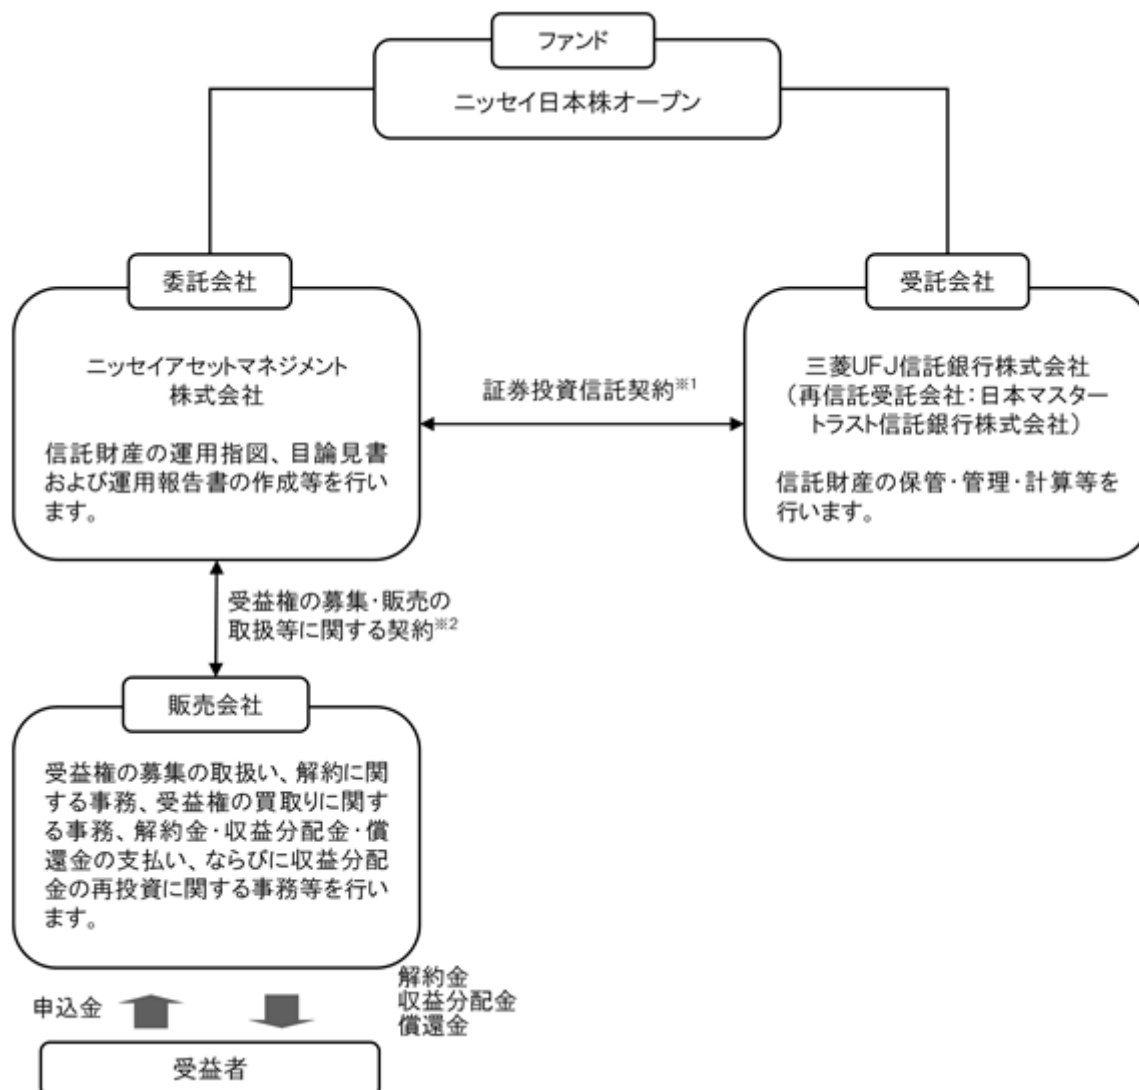 ファンド
ニッセイ日本株オープン
委託会社
ニッセイアセットマネジメント
株式会社
信託財産の運用指図、目論見書
および運用報告書の作成等を行い
ます。
証券投資信託契約※1
受託会社
三菱UFJ信託銀行株式会社
（再信託受託会社：日本マスター
トラスト信託銀行株式会社）
信託財産の保管・管理・計算等を
行います。
受益権の募集・販売の
取扱等に関する契約※2
販売会社
受益権の募集の取扱い、解約に関
する事務、受益権の買取りに関す
る事務、解約金・収益分配金・償
還金の支払い、ならびに収益分配
金の再投資に関する事務等を行い
ます。
申込金
解約金
収益分配金
償還金
受益者